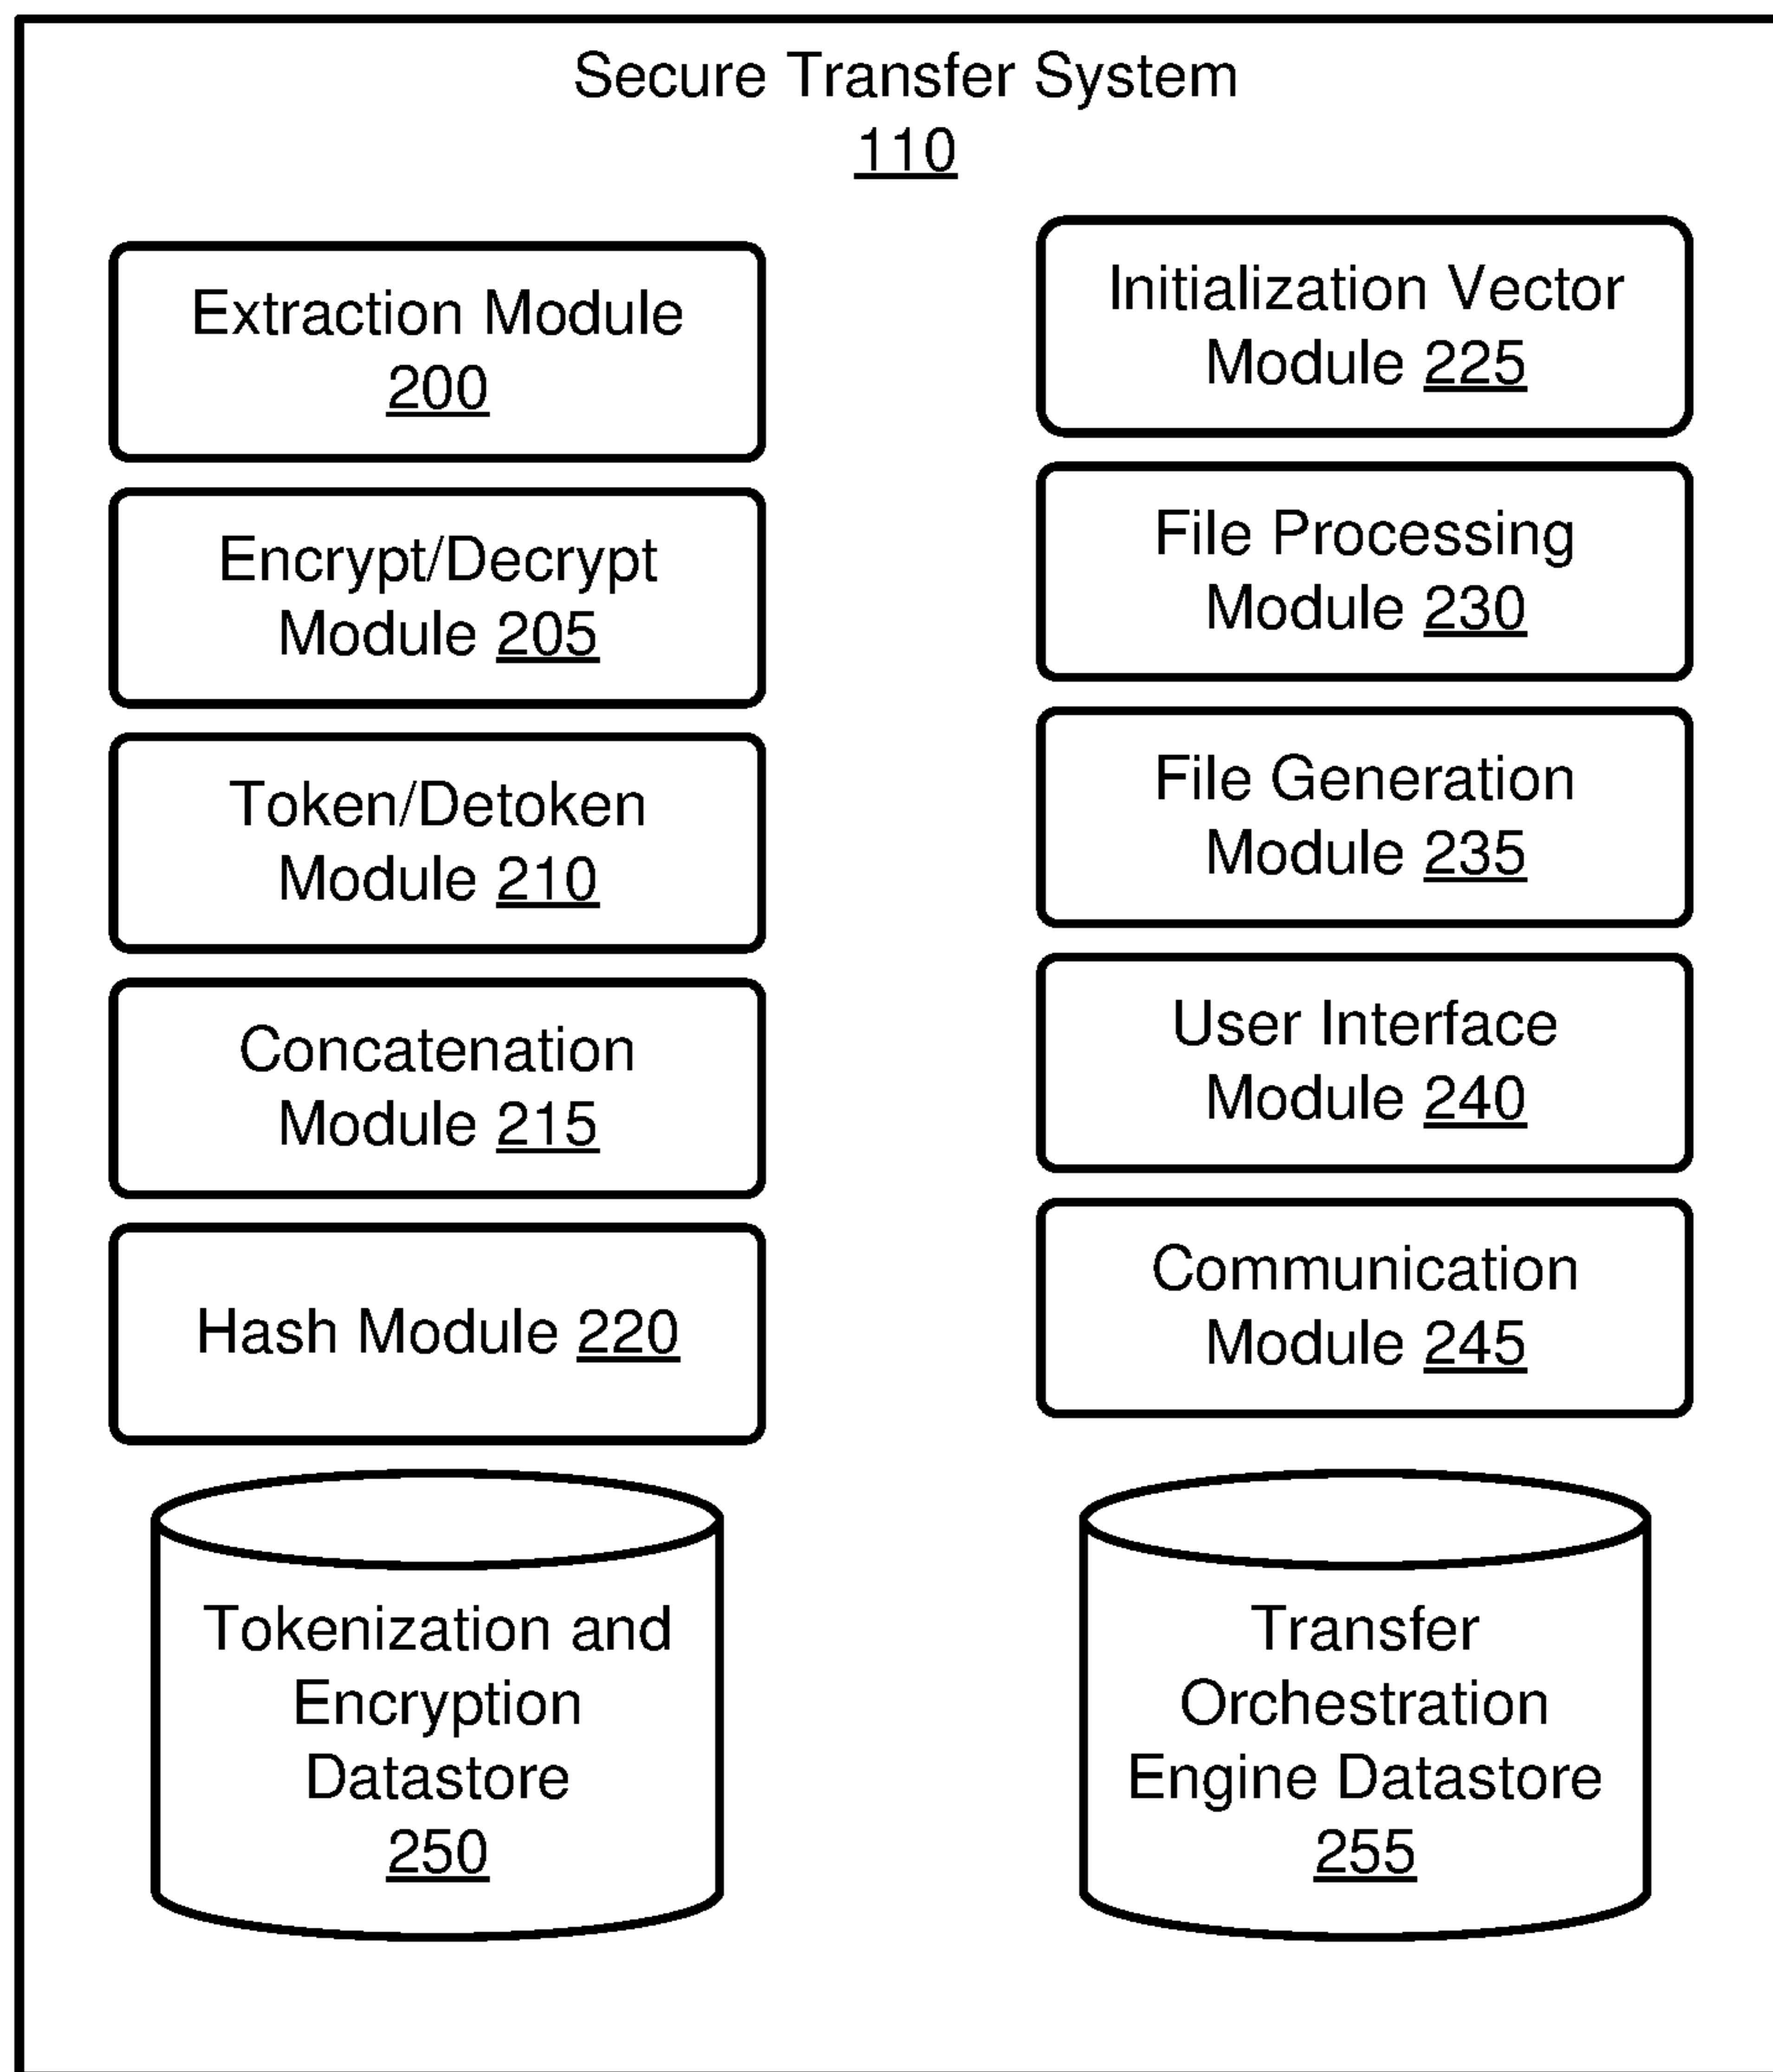 Secure Transfer System
110
Extraction Module
200
Encrypt/Decrypt
Module 205
Token/Detoken
Module 210
Concatenation
Module 215
Hash Module 220
Tokenization and
Encryption
Datastore
250
Initialization Vector
Module 225
File Processing
Module 230
File Generation
Module 235
User Interface
Module 240
Communication
Module 245
Transfer
Orchestration
Engine Datastore
255